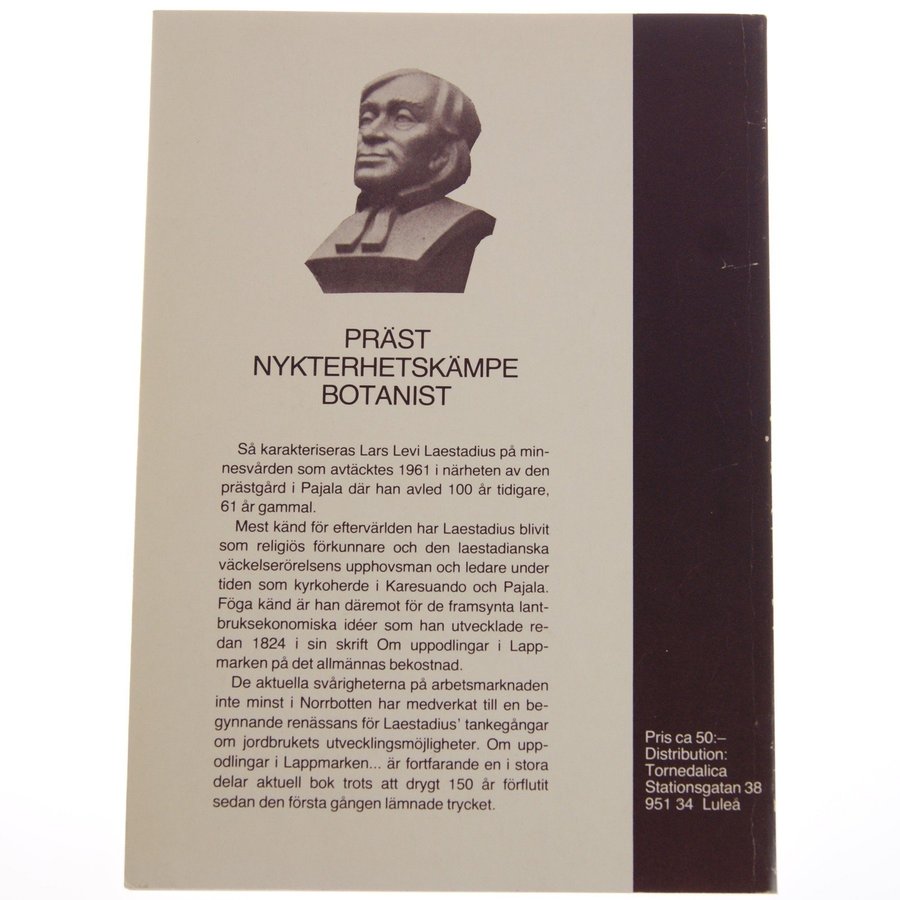 PRÄST
NYKTERHETSKÄMPE
BOTANIST
Så karakteriseras Lars Levi Laestadius på min-
nesvården som avtäcktes 1961 i närheten av den
prästgård i Pajala där han avled 100 år tidigare,
61 år gammal.
Mest känd för eftervärlden har Laestadius blivit
som religiös förkunnare och den laestadianska
väckelserörelsens upphovsman och ledare under
tiden som kyrkoherde i Karesuando och Pajala.
Föga känd är han däremot för de framsynta lant-
bruksekonomiska idéer som han utvecklade re-
dan 1824 i sin skrift Om uppodlingar i Lapp-
marken på det allmännas bekostnad.
De aktuella svårigheterna på arbetsmarknaden
inte minst i Norrbotten har medverkat till en be-
gynnande renässans för Laestadius' tankegångar
om jordbrukets utvecklingsmöjligheter. Om upp-
odlingar i Lappmarken... är fortfarande en i stora
delar aktuell bok trots att drygt 150 år förflutit
sedan den första gången lämnade trycket.
Pris ca 50:–
Distribution:
Tornedalica
Stationsgatan 38
951 34 Luleå